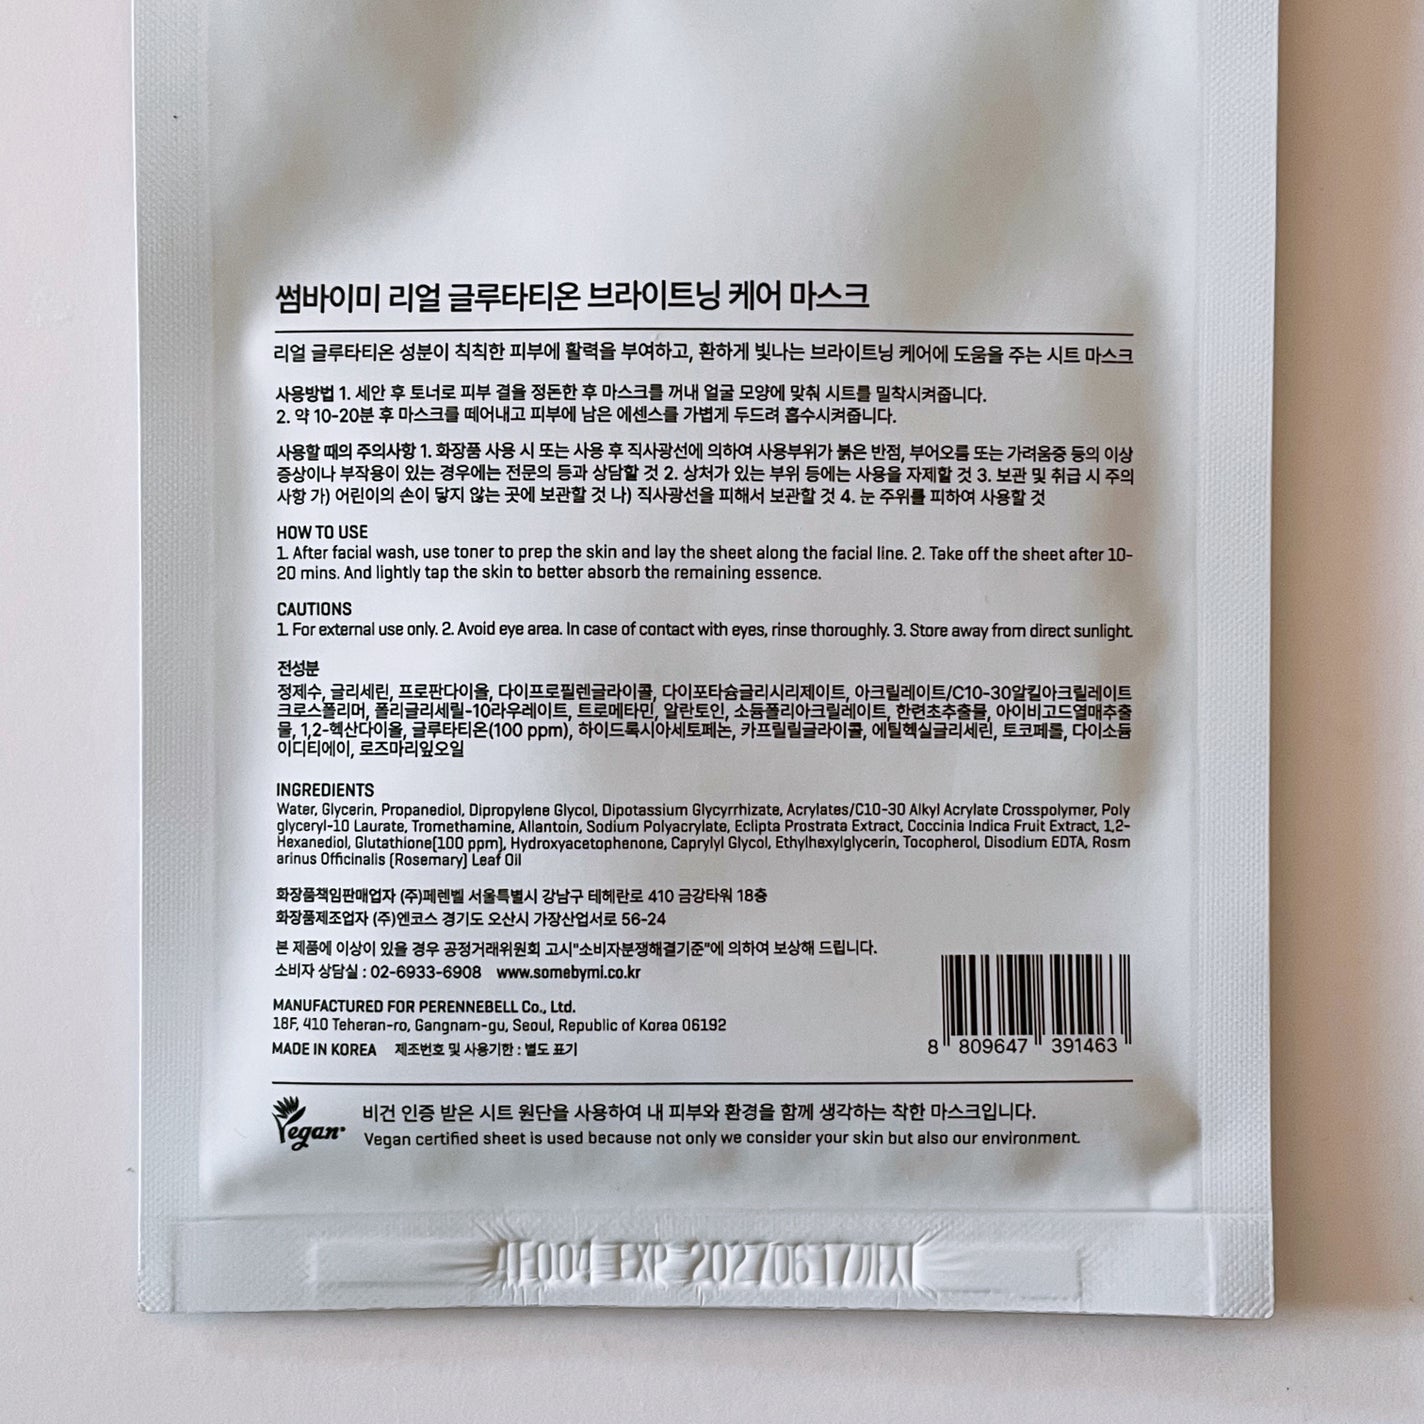 썸바이미 리얼 글루타티온 브라이트닝 케어 마스크
리얼 글루타티온 성분이 칙칙한 피부에 활력을 부여하고, 환하게 빛나는 브라이트닝 케어에 도움을 주는 시트 마스크
사용방법 1. 세안 후 토너로 피부 결을 정돈한 후 마스크를 꺼내 얼굴 모양에 맞춰 시트를 밀착시켜줍니다.
2. 약 10-20분 후 마스크를 떼어내고 피부에 남은 에센스를 가볍게 두드려 흡수시켜줍니다.
사용할 때의 주의사항 1. 화장품 사용 시 또는 사용 후 직사광선에 의하여 사용부위가 붉은 반점, 부어오름 또는 가려움증 등의 이상
증상이나 부작용이 있는 경우에는 전문의 등과 상담할 것 2. 상처가 있는 부위 등에는 사용을 자제할 것 3. 보관 및 취급 시 주의
사항 가) 어린이의 손이 닿지 않는 곳에 보관할 것 나) 직사광선을 피해서 보관할 것 4. 눈 주위를 피하여 사용할 것
HOW TO USE
1. After facial wash, use toner to prep the skin and lay the sheet along the facial line. 2. Take off the sheet after 10-
20 mins. And lightly tap the skin to better absorb the remaining essence.
CAUTIONS
1. For external use only. 2. Avoid eye area. In case of contact with eyes, rinse thoroughly. 3. Store away from direct sunlight.
전성분
정제수, 글리세린, 프로판다이올, 다이프로필렌글라이콜, 다이포타슘글리시리제이트, 아크릴레이트/C10-30알킬아크릴레이트
크로스폴리머, 폴리글리세릴-10라우레이트, 트로메타민, 알란토인, 소듐폴리아크릴레이트, 한련초추출물, 아이비고드열매추출
물, 1,2-헥산다이올, 글루타티온(100 ppm), 하이드록시아세토페논, 카프릴릴글라이콜, 에틸헥실글리세린, 토코페롤, 다이소듐
이디티에이, 로즈마리잎오일
INGREDIENTS
Water, Glycerin, Propanediol, Dipropylene Glycol, Dipotassium Glycyrrhizate, Acrylates/C10-30 Alkyl Acrylate Crosspolymer, Poly
glyceryl-10 Laurate, Tromethamine, Allantoin, Sodium Polyacrylate, Eclipta Prostrata Extract, Coccinia Indica Fruit Extract, 1,2-
Hexanediol, Glutathione(100 ppm), Hydroxyacetophenone, Caprylyl Glycol, Ethylhexylglycerin, Tocopherol, Disodium EDTA, Rosm
arinus Officinalis (Rosemary) Leaf Oil
화장품책임판매업자 (주)페렌벨 서울특별시 강남구 테헤란로 410 금강타워 18층
화장품제조업자 (주)엔코스 경기도 오산시 가장산업서로 56-24
본 제품에 이상이 있을 경우 공정거래위원회 고시"소비자분쟁해결기준"에 의하여 보상해 드립니다.
소비자 상담실 : 02-6933-6908 www.somebymi.co.kr
MANUFACTURED FOR PERENNEBELL Co., Ltd.
18F, 410 Teheran-ro, Gangnam-gu, Seoul, Republic of Korea 06192
MADE IN KOREA 제조번호 및 사용기한 : 별도 표기
8 809647 391463
Vegan
비건 인증 받은 시트 원단을 사용하여 내 피부와 환경을 함께 생각하는 착한 마스크입니다.
Vegan certified sheet is used because not only we consider your skin but also our environment.
4F004 EXP 20270617까지